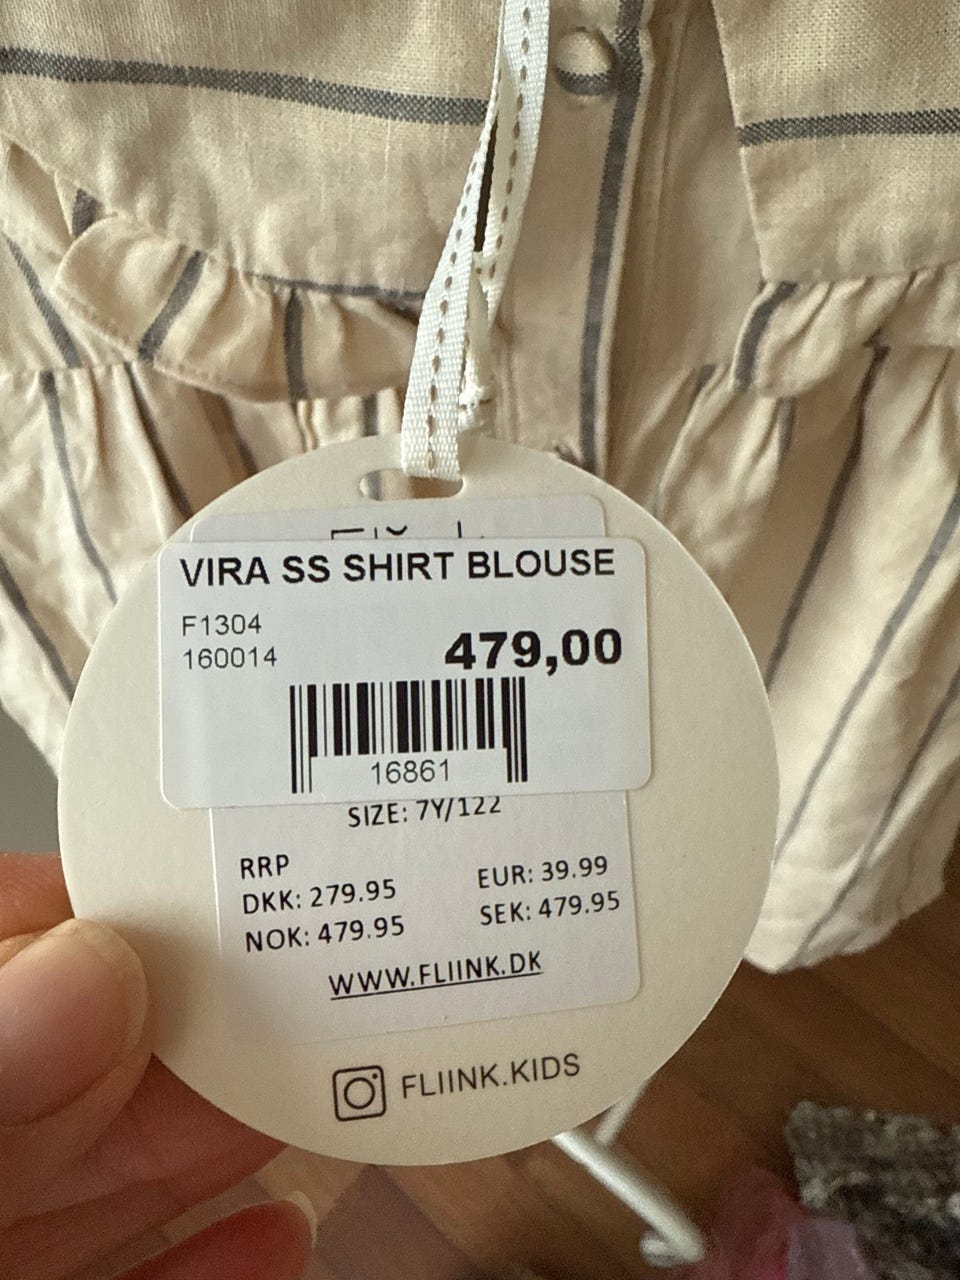 VIRA SS SHIRT BLOUSE
F1304
160014
479,00
16861
SIZE: 7Y/122
RRP
DKK: 279.95
EUR: 39.99
NOK: 479.95
SEK: 479.95
WWW.FLIINK.DK
FLIINK.KIDS